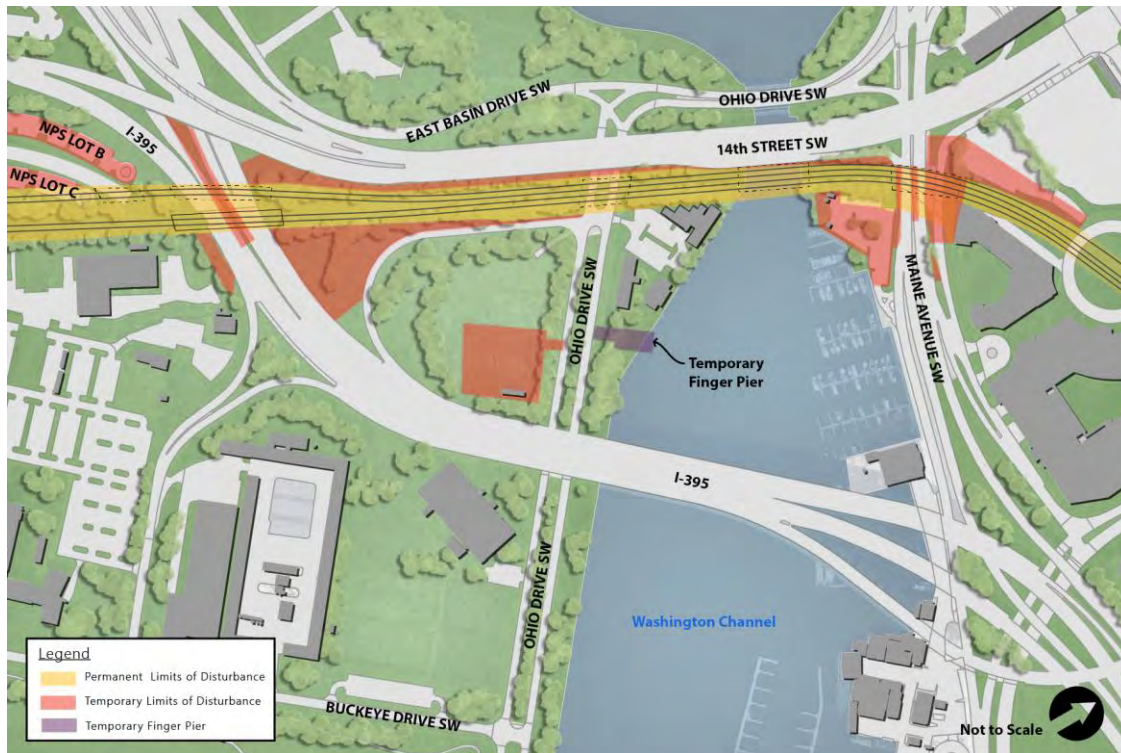 EAST BASIN DRIVE SW
OHIO DRIVE SW
I-395
NPS LOT B
14th STREET SW
NPS LOT C
OHIO DRIVE SW
MAINE AVENUE SW
Temporary
Finger Pier
I-395
OHIO DRIVE SW
Washington Channel
Legend
Permanent Limits of Disturbance
Temporary Limits of Disturbance
Temporary Finger Pier
BUCKEYE DRIVE SW
Not to Scale